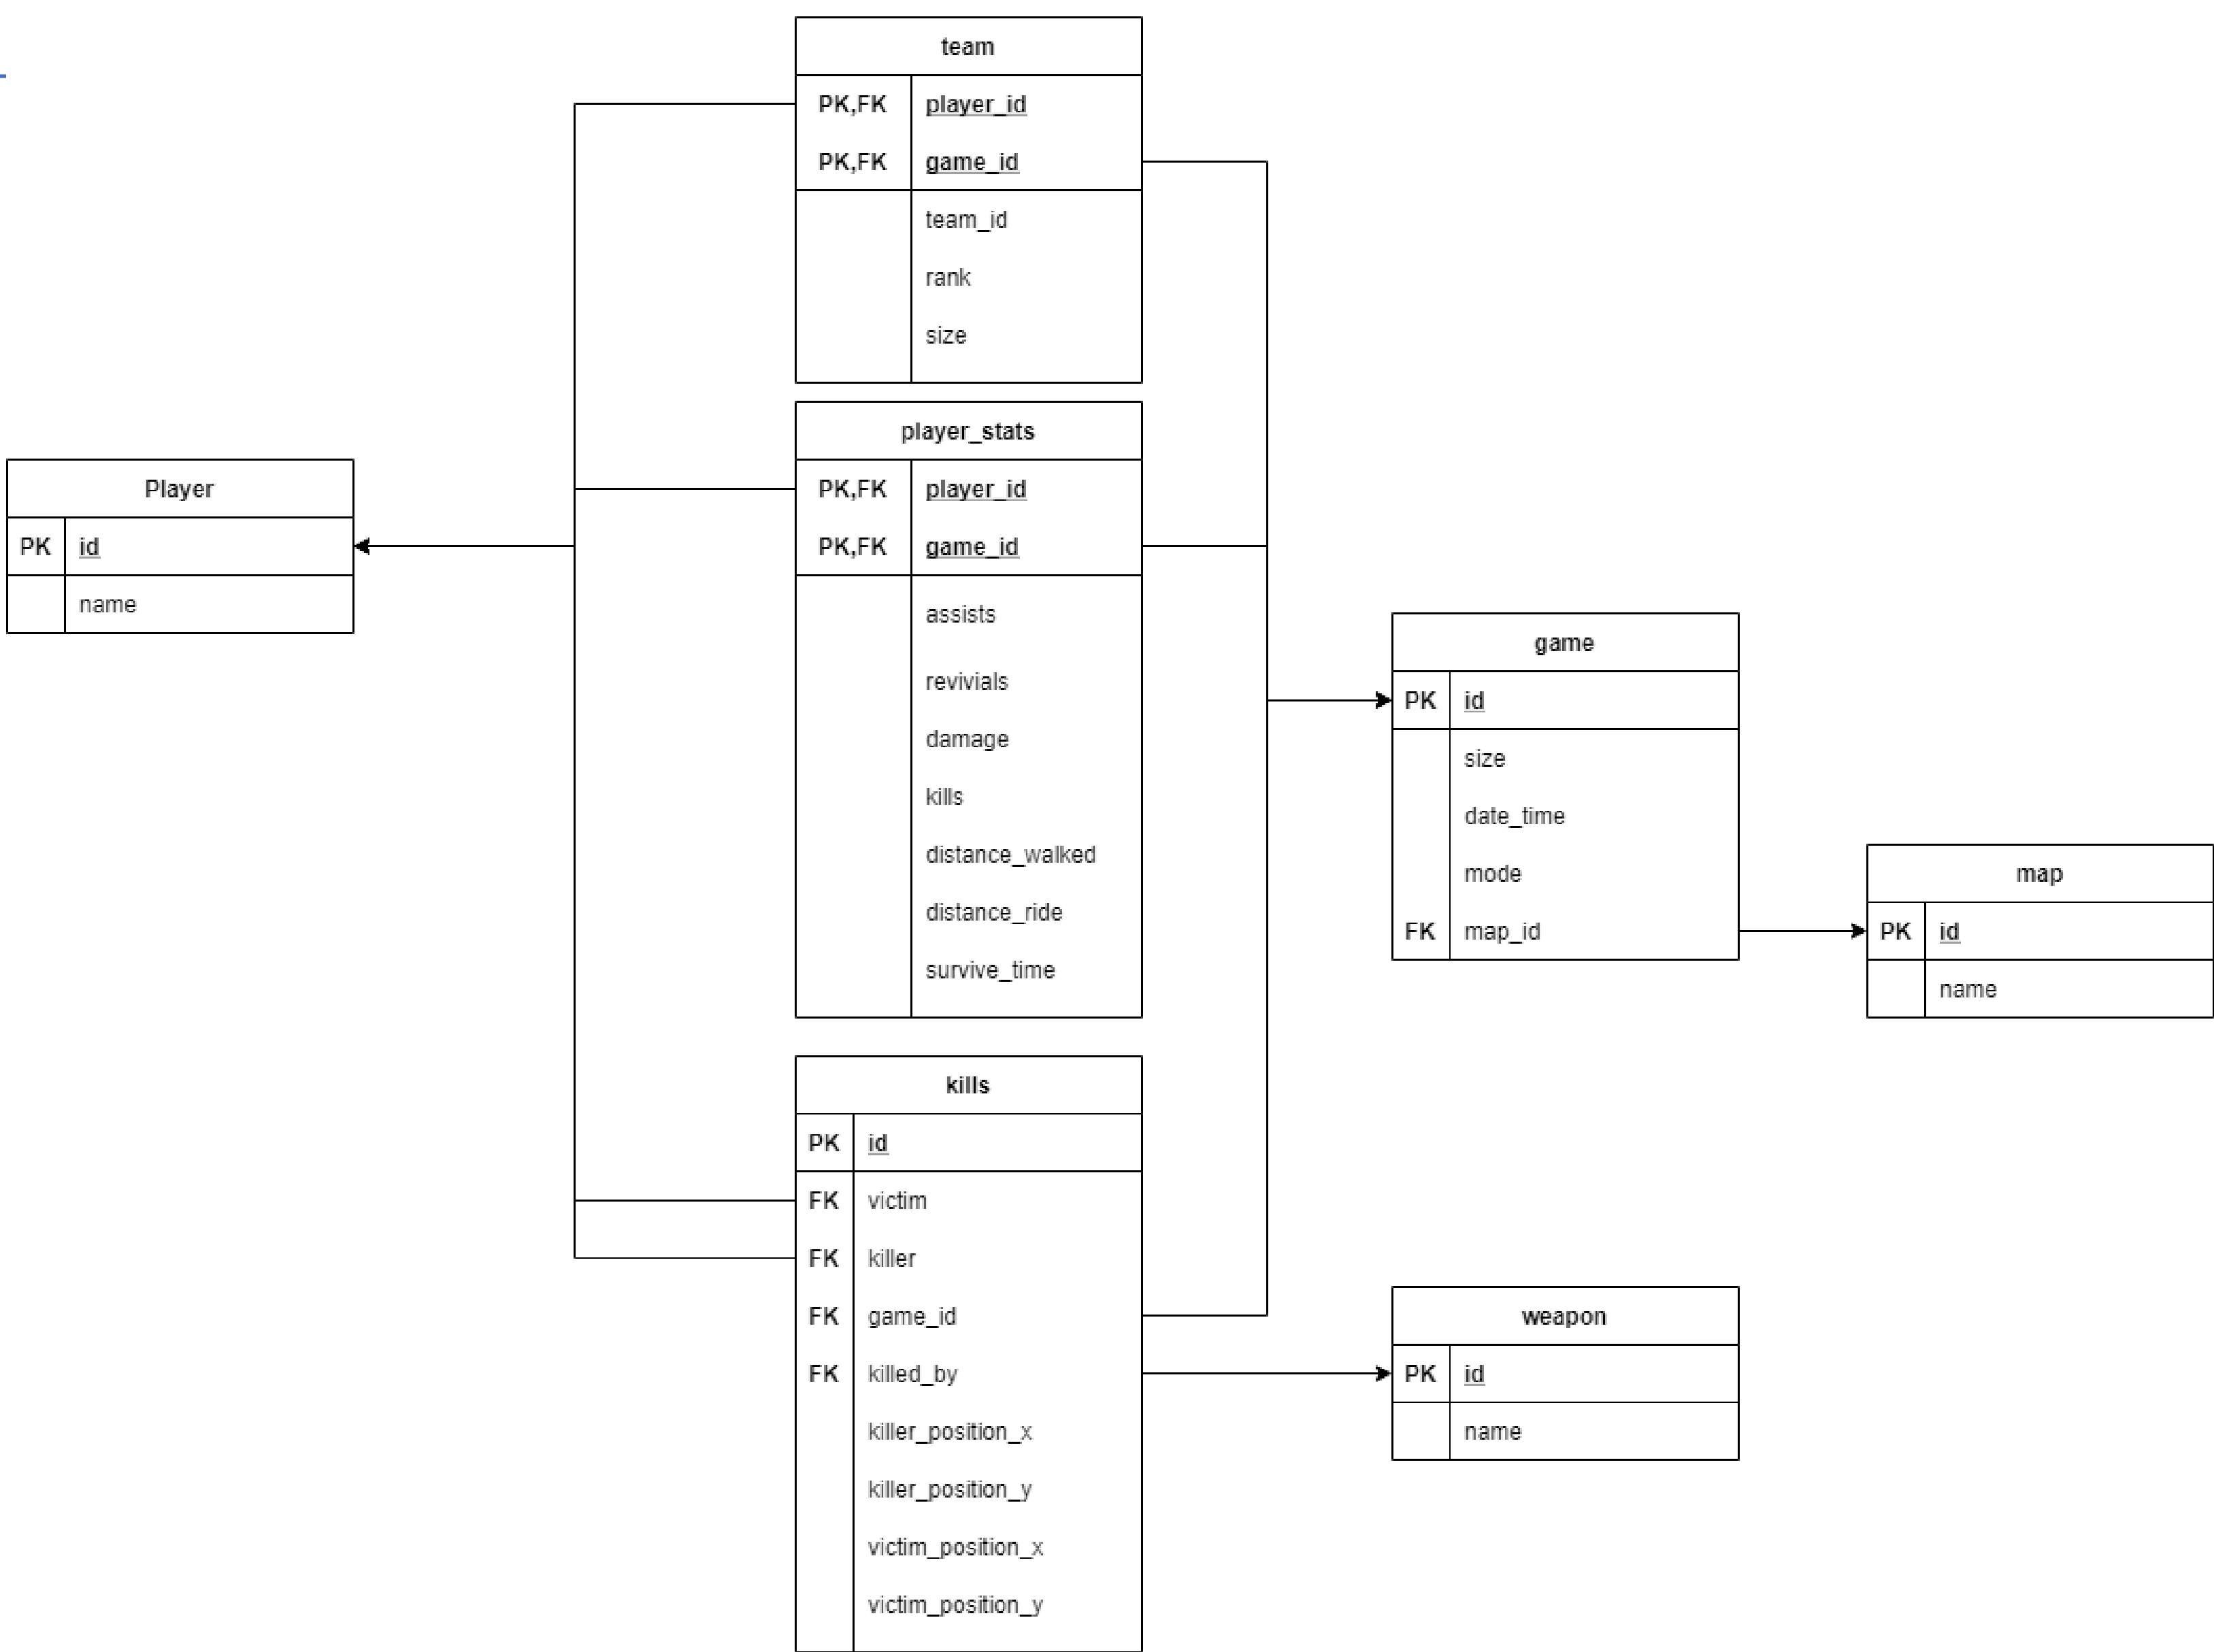 team
PK,FK player_id
PK,FK game_id
team_id
rank
size
player_stats
PK,FK player_id
PK,FK game_id
assists
revivials
damage
kills
distance_walked
distance_ride
survive_time
Player
PK id
name
game
PK id
size
date_time
mode
FK map_id
map
PK id
name
kills
PK id
FK victim
FK killer
FK game_id
FK killed_by
killer_position_x
killer_position_y
victim_position_x
victim_position_y
weapon
PK id
name